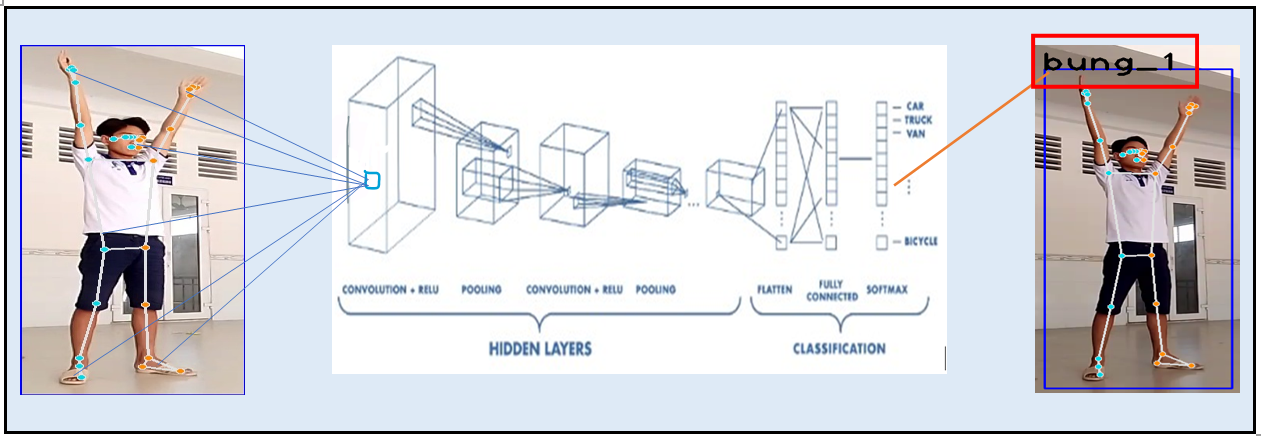 bung_1
CAR
TRUCK
VAN
BICYCLE
CONVOLUTION + RELU
POOLING
CONVOLUTION + RELU
POOLING
FLATTEN
FULLY
CONNECTED
SOFTMAX
HIDDEN LAYERS
CLASSIFICATION